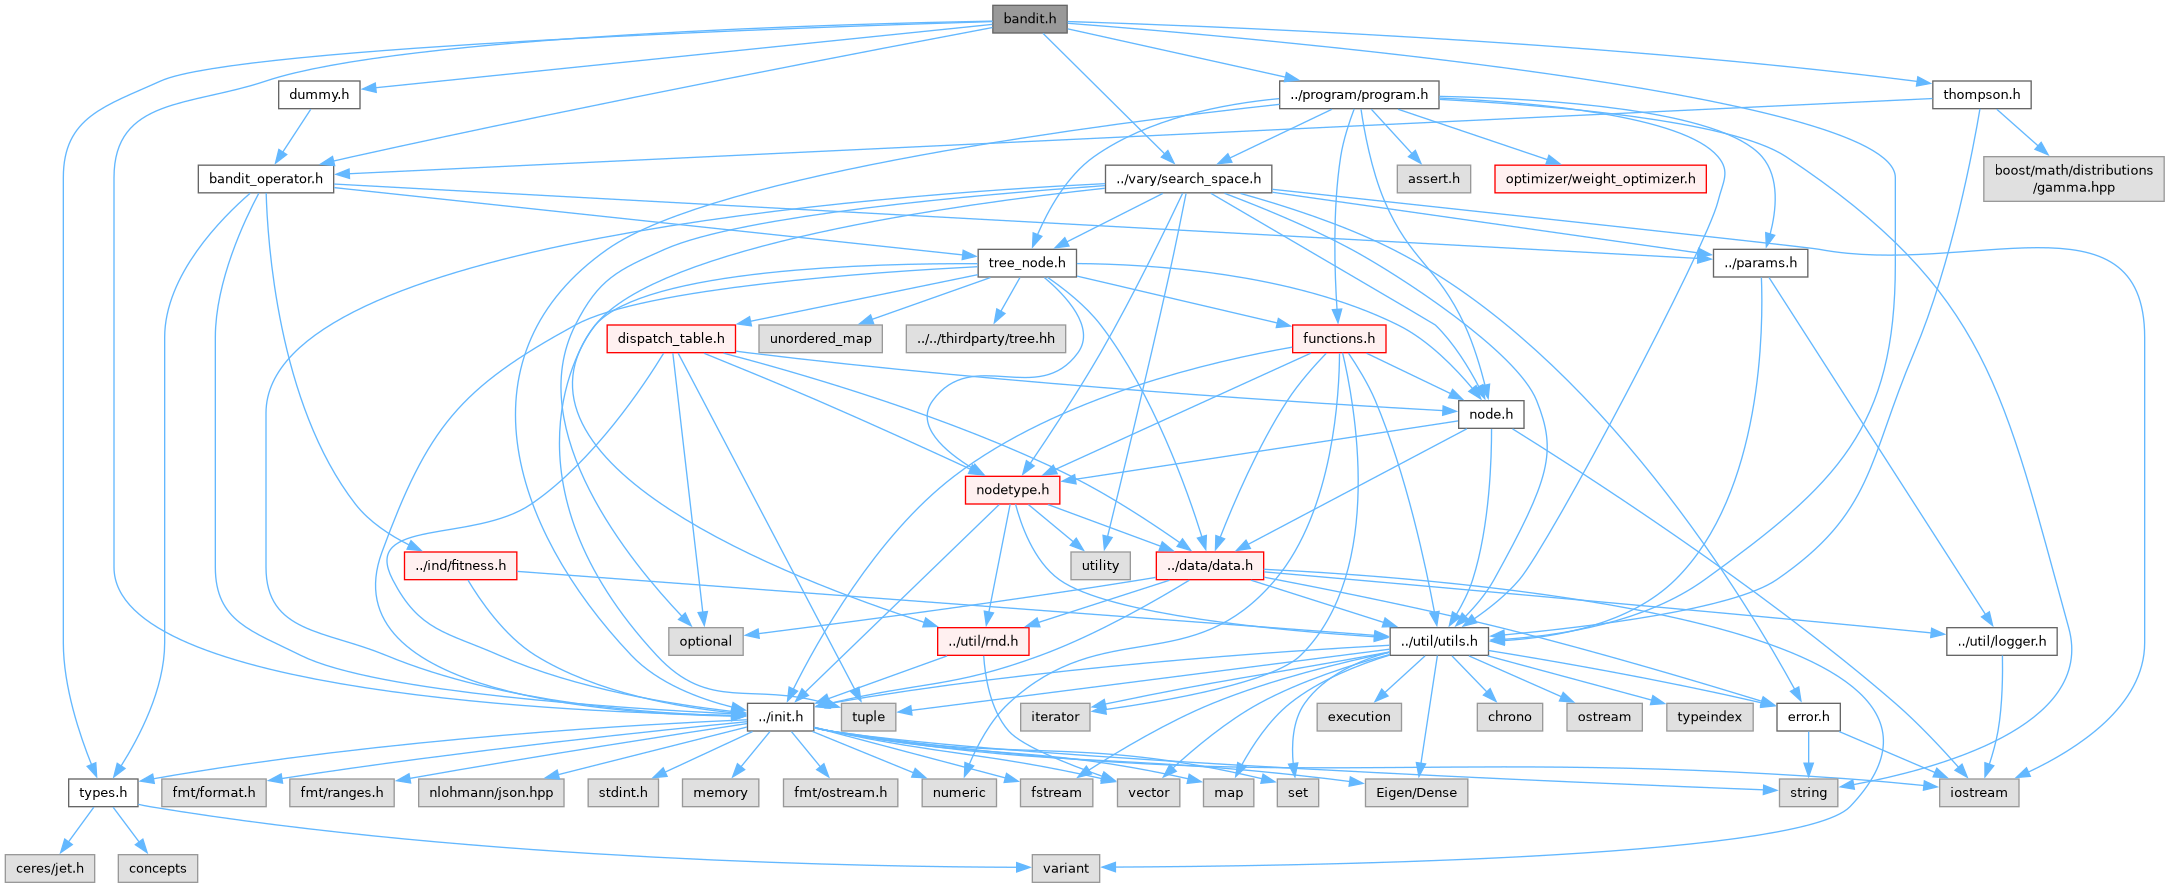 bandit.h
dummy.h
../program/program.h
thompson.h
bandit_operator.h
../vary/search_space.h
assert.h
optimizer/weight_optimizer.h
boost/math/distributions
/gamma.hpp
tree_node.h
../params.h
dispatch_table.h
unordered_map
../../thirdparty/tree.hh
functions.h
node.h
nodetype.h
../ind/fitness.h
utility
../data/data.h
optional
../util/rnd.h
../util/utils.h
../util/logger.h
../init.h
tuple
iterator
execution
chrono
ostream
typeindex
error.h
types.h
fmt/format.h
fmt/ranges.h
nlohmann/json.hpp
stdint.h
memory
fmt/ostream.h
numeric
fstream
vector
map
set
Eigen/Dense
string
iostream
ceres/jet.h
concepts
variant